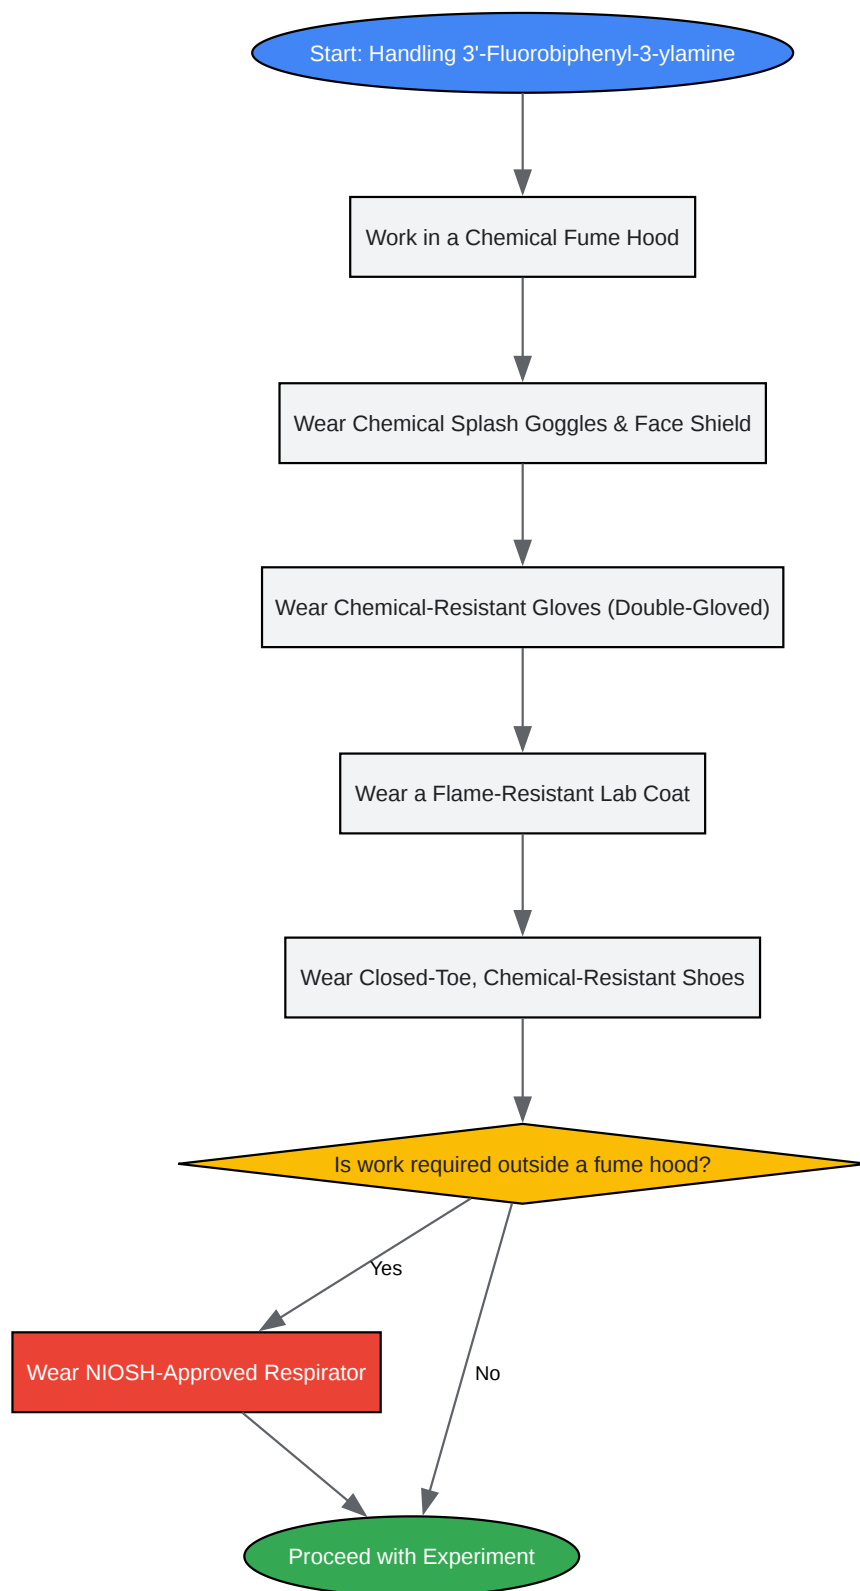 Start: Handling 3'-Fluorobiphenyl-3-ylamine
Work in a Chemical Fume Hood
Wear Chemical Splash Goggles & Face Shield
Wear Chemical-Resistant Gloves (Double-Gloved)
Wear a Flame-Resistant Lab Coat
Wear Closed-Toe, Chemical-Resistant Shoes
Is work required outside a fume hood?
Yes
Wear NIOSH-Approved Respirator
No
Proceed with Experiment